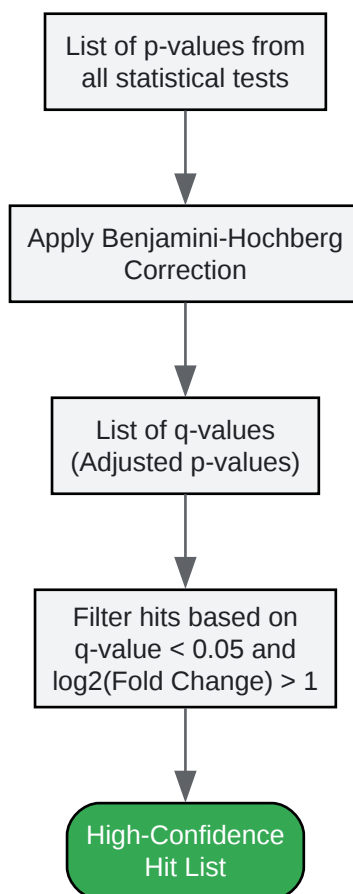 List of p-values from
all statistical tests
Apply Benjamini-Hochberg
Correction
List of q-values
(Adjusted p-values)
Filter hits based on
q-value < 0.05 and
log2(Fold Change) > 1
High-Confidence
Hit List